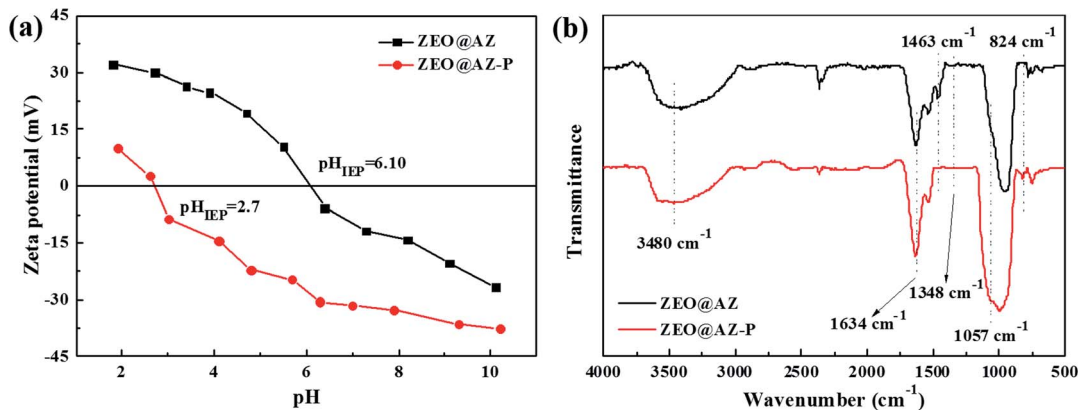 (a)
45
30
15
0
-15
-30
-45
Zeta potential (mV)
ZEO@AZ
ZEO@AZ-P
pH_IEP=6.10
pH_IEP=2.7
2
4
6
8
10
pH
(b)
Transmittance
1463 cm⁻¹
824 cm⁻¹
3480 cm⁻¹
1348 cm⁻¹
1634 cm⁻¹
1057 cm⁻¹
ZEO@AZ
ZEO@AZ-P
4000 3500 3000 2500 2000 1500 1000 500
Wavenumber (cm⁻¹)